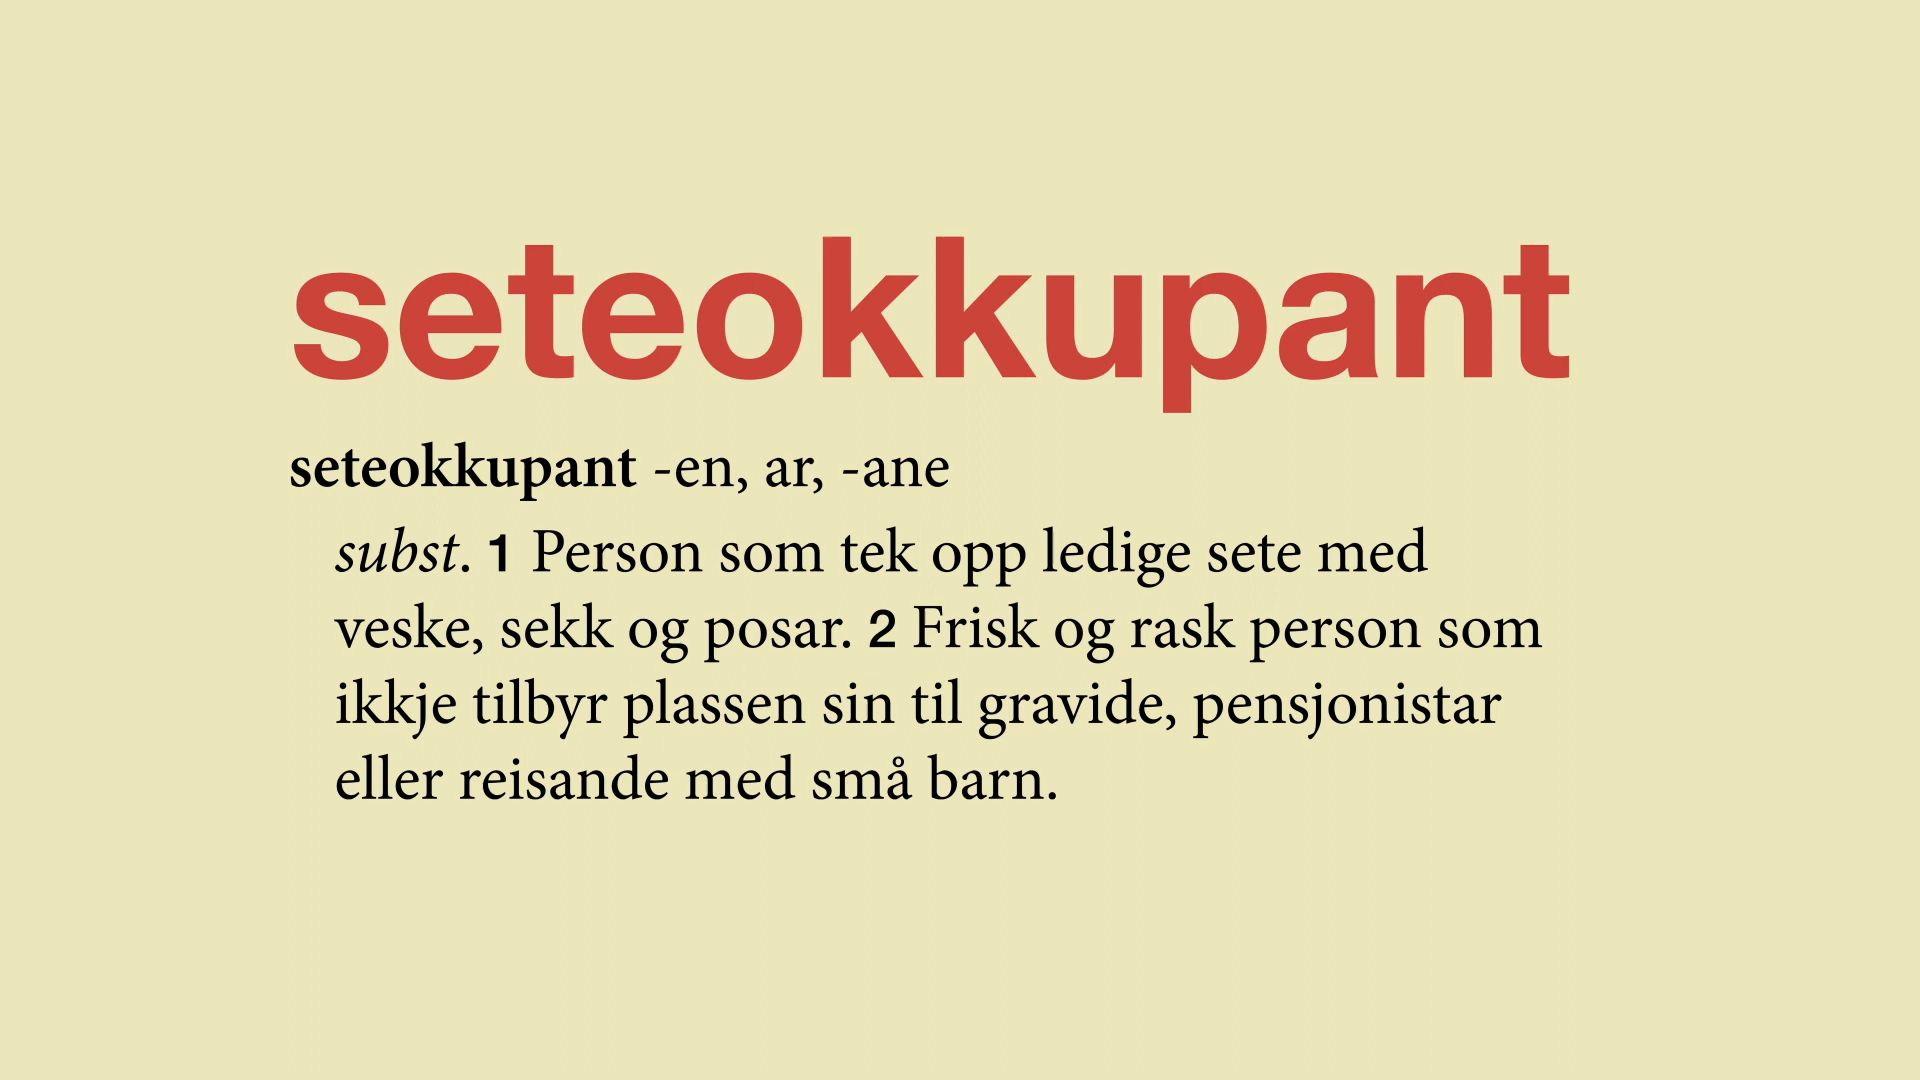 seteokkupant
seteokkupant -en, ar, -ane
subst. 1 Person som tek opp ledige sete med
veske, sekk og posar. 2 Frisk og rask person som
ikkje tilbyr plassen sin til gravide, pensjonistar
eller reisande med små barn.